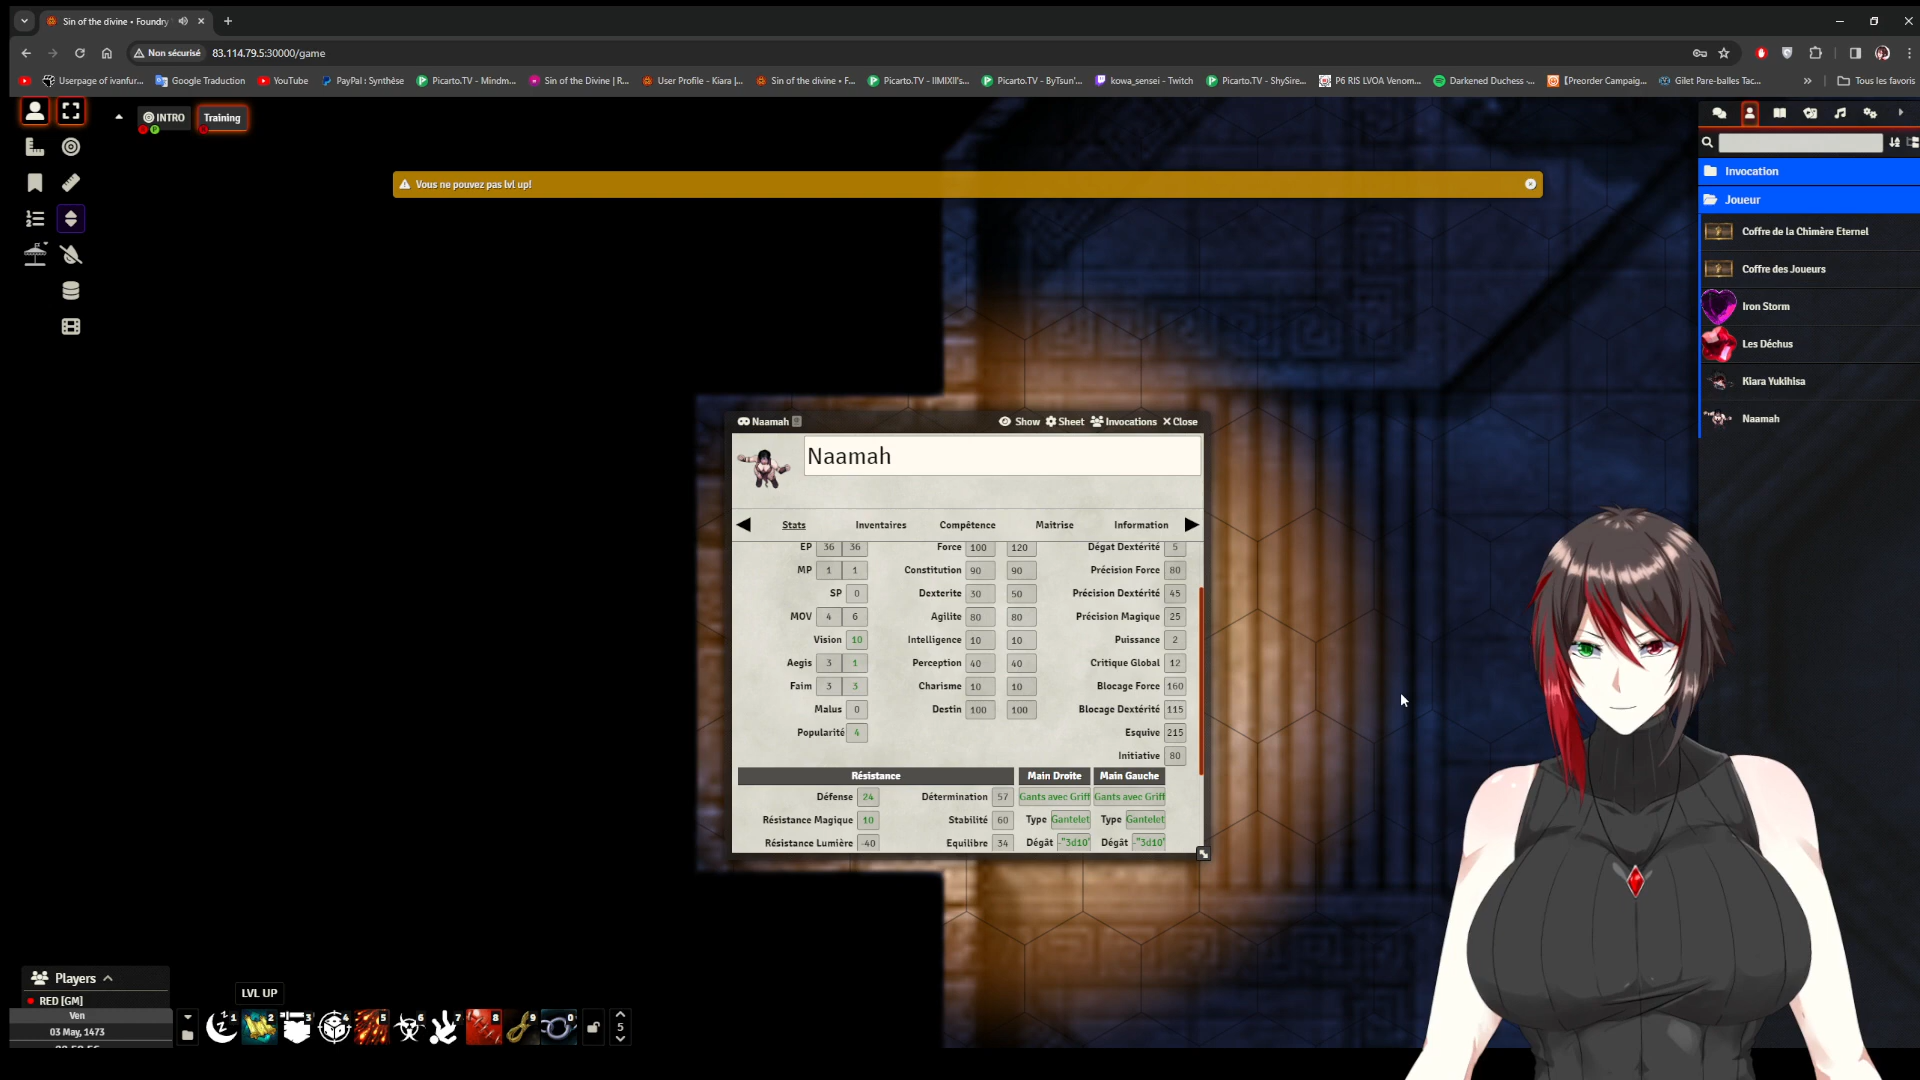 Sin of the divine • Foundry
Non sécurisé
83.114.79.5:30000/game
Userpage of ivanfur...
Google Traduction
YouTube
PayPal : Synthèse
Picarto.TV - Mindm...
Sin of the Divine | R...
User Profile - Kiara |...
Sin of the divine • F...
Picarto.TV - IIMIXII's...
Picarto.TV - ByTsun'...
kowa_sensei - Twitch
Picarto.TV - ShySire...
P6 RIS LVOA Venom...
Darkened Duchess -...
[Preorder Campaig...
Gilet Pare-balles Tac...
»
Tous les favoris
INTRO
Training
Vous ne pouvez pas lvl up!
Invocation
Joueur
Coffre de la Chimère Eternel
Coffre des Joueurs
Iron Storm
Les Déchus
Kiara Yukihisa
Naamah
Naamah
Show
Sheet
Invocations
Close
Naamah
Stats
Inventaires
Compétence
Maitrise
Information
EP 36 36 Force 100 120 Dégat Dextérité 5
MP 1 1 Constitution 90 90 Précision Force 80
SP 0 Dexterite 30 50 Précision Dextérité 45
MOV 4 6 Agilite 80 80 Précision Magique 25
Vision 10 Intelligence 10 10 Puissance 2
Aegis 3 1 Perception 40 40 Critique Global 12
Faim 3 3 Charisme 10 10 Blocage Force 160
Malus 0 Destin 100 100 Blocage Dextérité 115
Popularité 4 Esquive 215
Initiative 80
Résistance Main Droite Main Gauche
Défense 24 Détermination 57 Gants avec Griff Gants avec Griff
Résistance Magique 10 Stabilité 60 Type Gantelet Type Gantelet
Résistance Lumière -40 Equilibre 34 Dégât -"3d10" Dégât -"3d10"
Players
RED [GM]
LVL UP
Ven
03 May, 1473
1 2 3 4 5 6 7 8 9 0
5